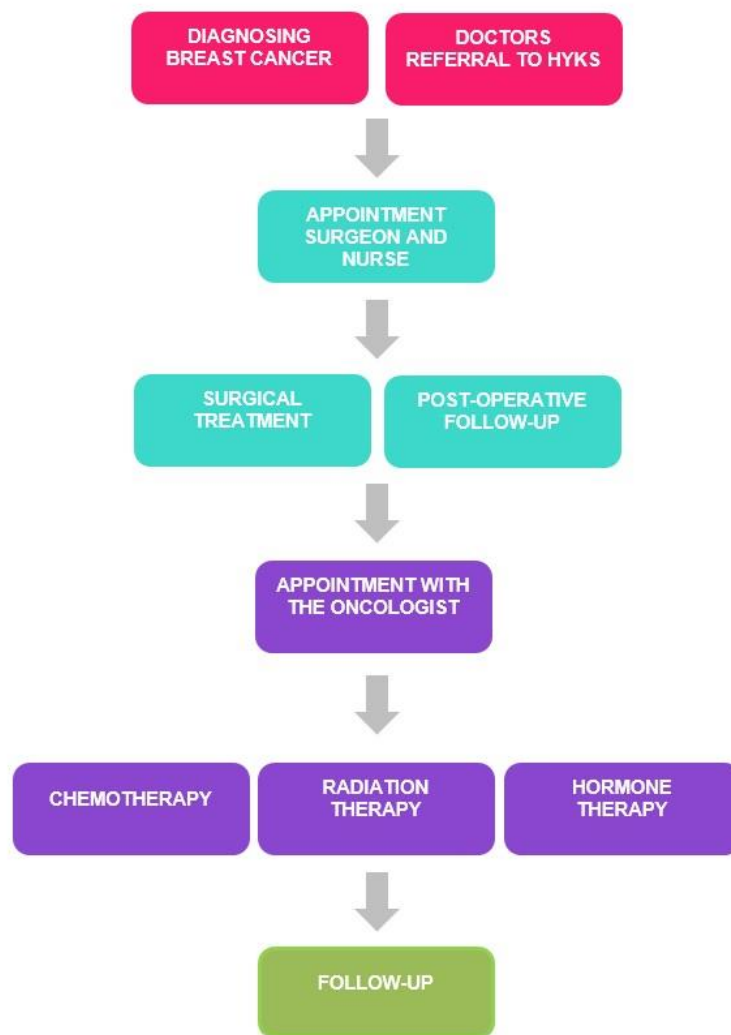 DIAGNOSING
BREAST CANCER
DOCTORS
REFERRAL TO HYKS
APPOINTMENT
SURGEON AND
NURSE
SURGICAL
TREATMENT
POST-OPERATIVE
FOLLOW-UP
APPOINTMENT WITH
THE ONCOLOGIST
CHEMOTHERAPY
RADIATION
THERAPY
HORMONE
THERAPY
FOLLOW-UP